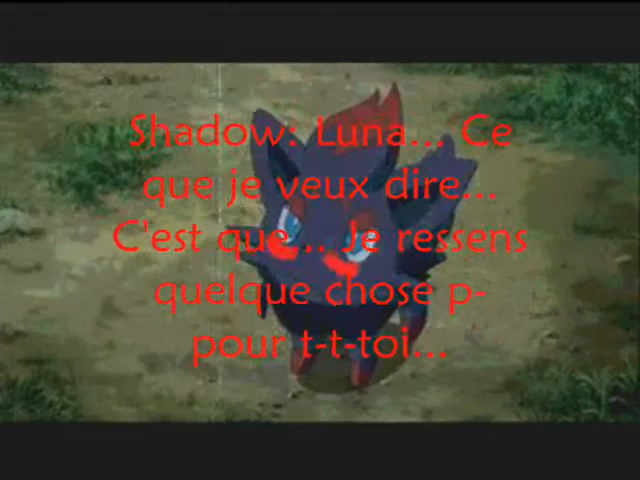 Shadow: Luna... Ce
que je veux dire...
C'est que... Je ressens
quelque chose p-
pour t-t-toi...